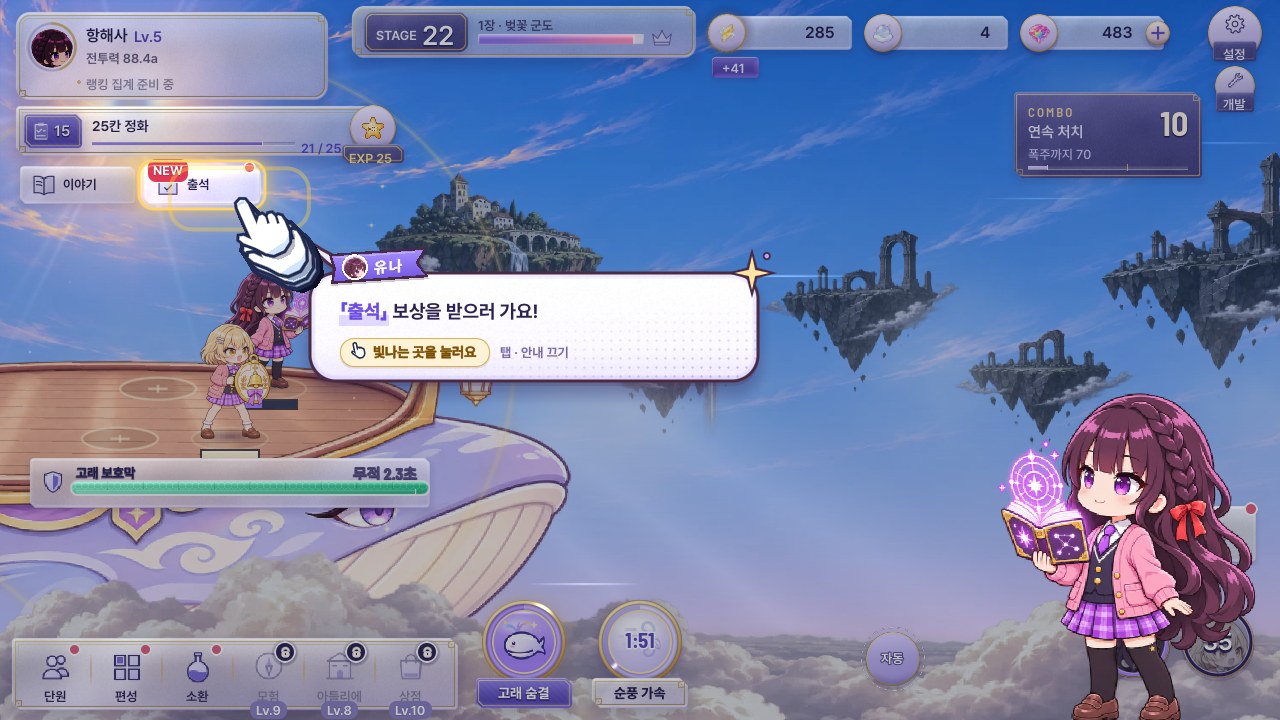 항해사 Lv.5
전투력 88.4a
랭킹 집계 준비 중
STAGE 22
1장 · 벚꽃 군도
285
+41
4
483
설정
개발
15
25칸 정화
21 / 25
EXP 25
COMBO
연속 처치
10
폭주까지 70
이야기
NEW
출석
유나
「출석」 보상을 받으러 가요!
빛나는 곳을 눌러요
탭 · 안내 끄기
고래 보호막
무적 2.3초
1:51
자동
고래 숨결
순풍 가속
단원
편성
소환
모험
아틀리에
상점
Lv.9
Lv.8
Lv.10